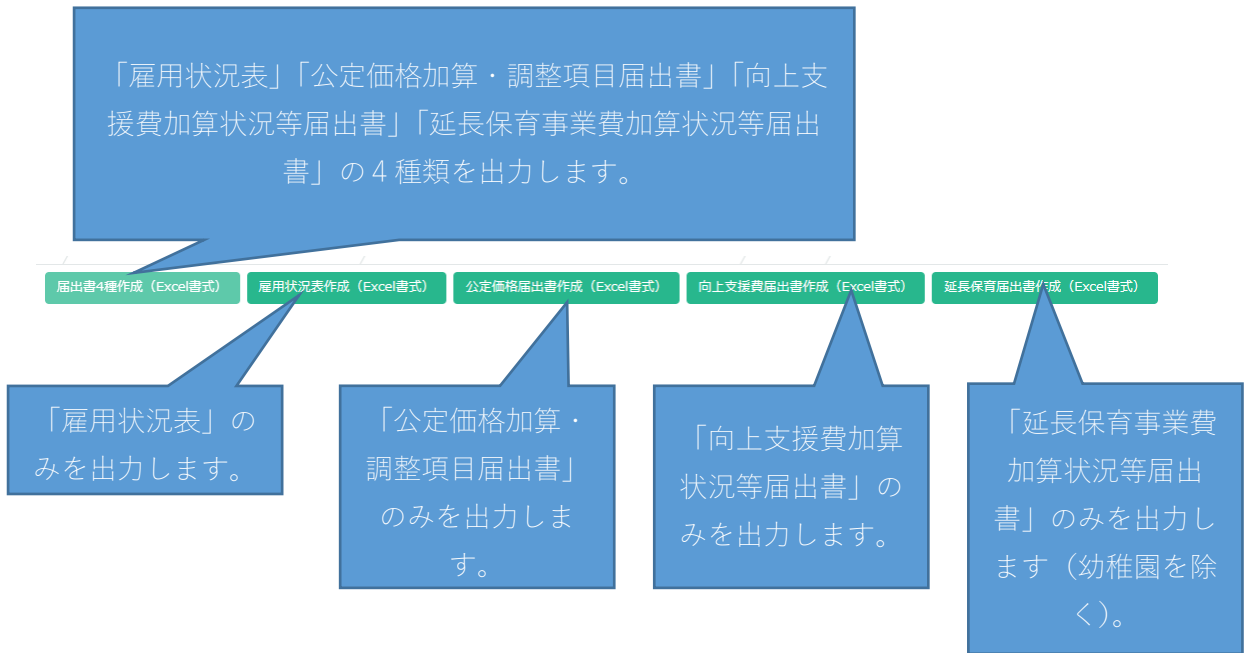 「雇用状況表」「公定価格加算・調整項目届出書」「向上支
援費加算状況等届出書」「延長保育事業費加算状況等届出
書」の４種類を出力します。
届出書4種作成（Excel書式）
雇用状況表作成（Excel書式）
公定価格届出書作成（Excel書式）
向上支援費届出書作成（Excel書式）
延長保育届出書作成（Excel書式）
「雇用状況表」の
みを出力します。
「公定価格加算・
調整項目届出書」
のみを出力しま
す。
「向上支援費加算
状況等届出書」の
みを出力します。
「延長保育事業費
加算状況等届出
書」のみを出力し
ます（幼稚園を除
く）。